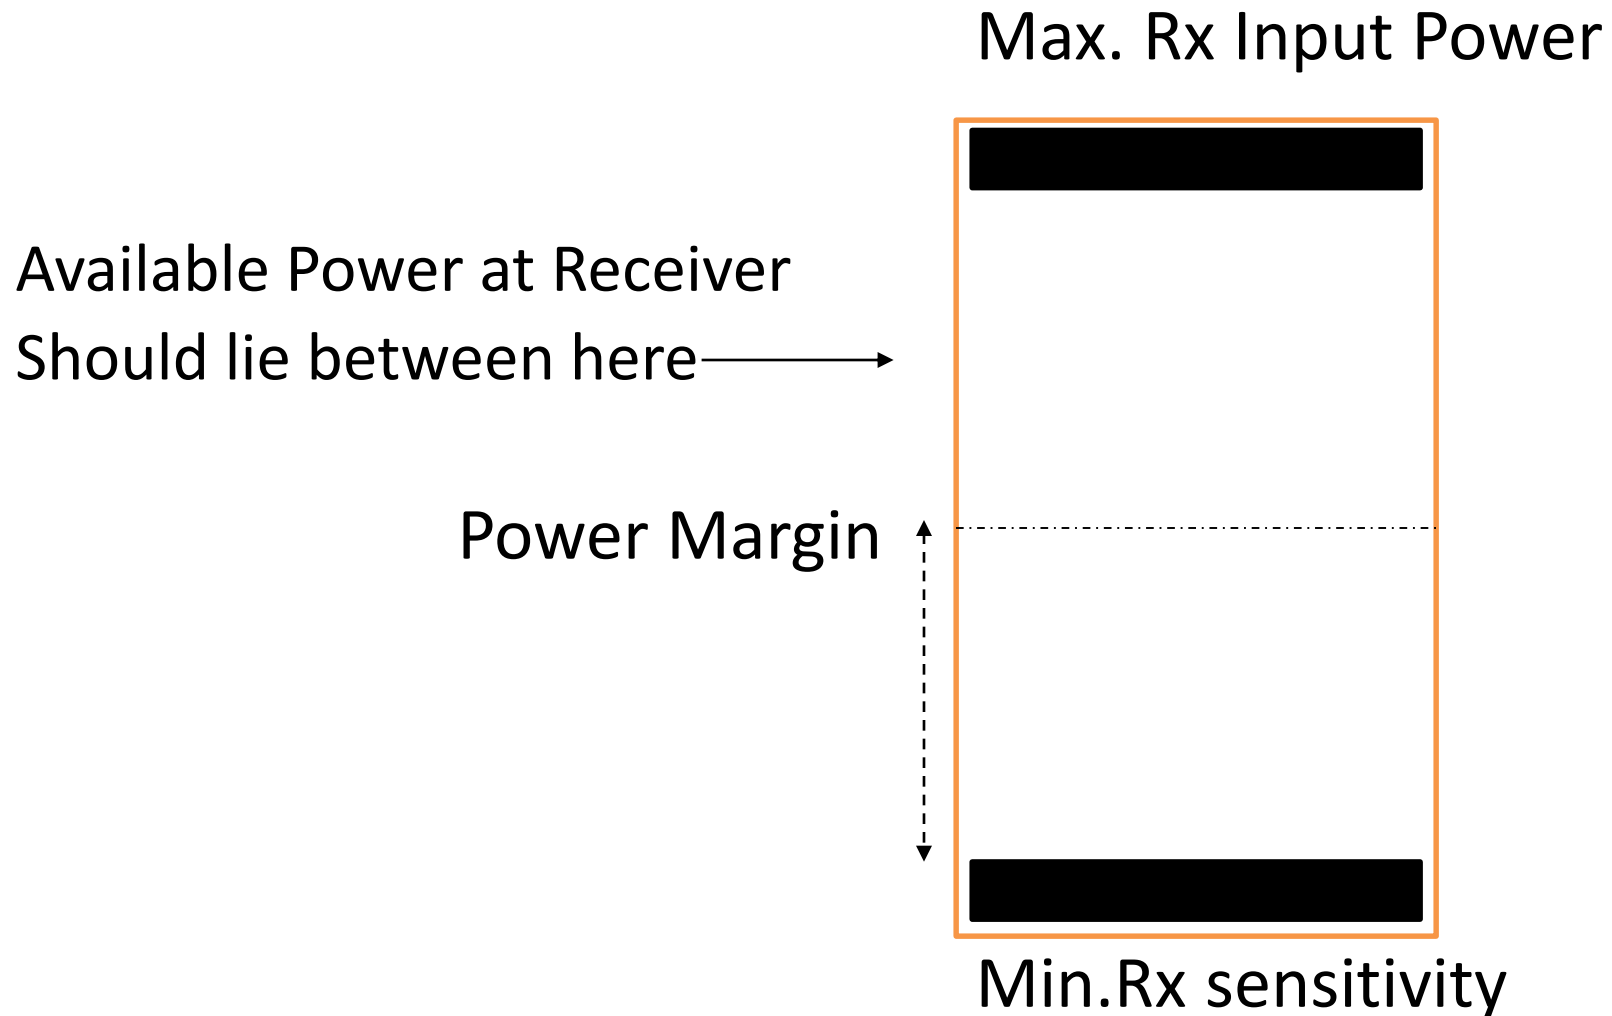 Max. Rx Input Power
Available Power at Receiver
Should lie between here
Power Margin
Min.Rx sensitivity